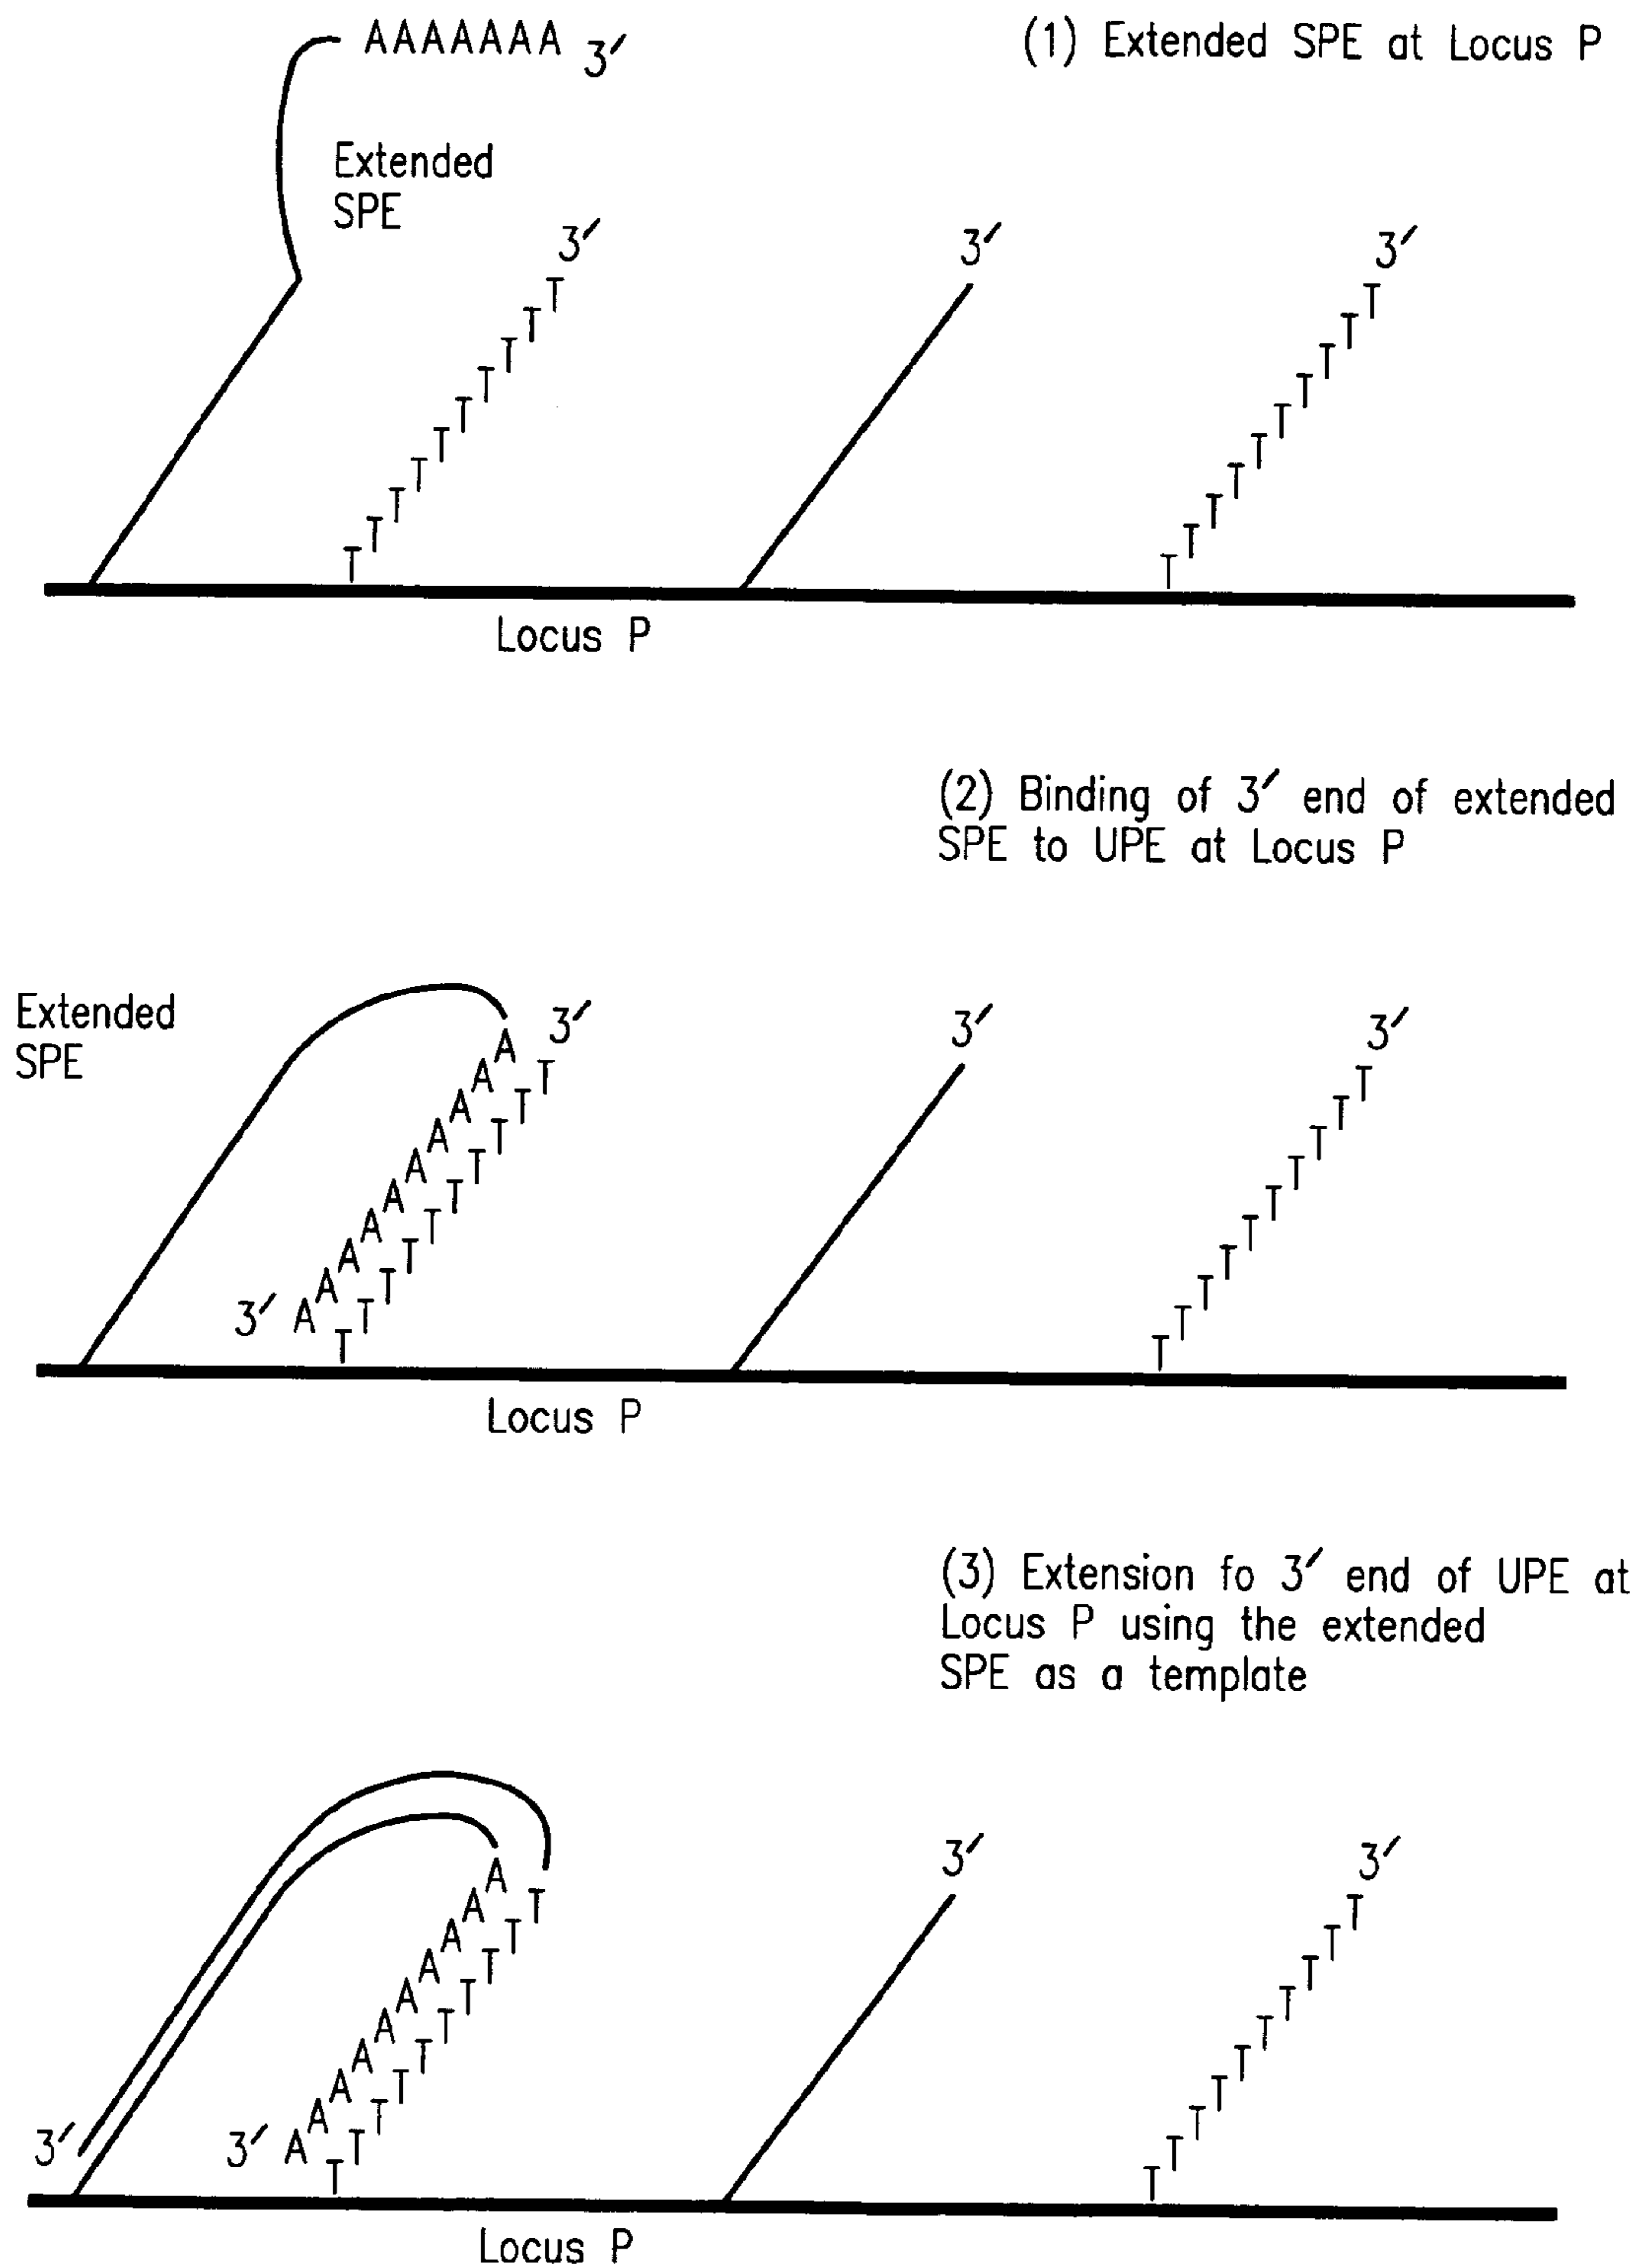 (1) Extended SPE at Locus P
AAAAAAA 3′
Extended
SPE
3′
TTTTTTTTTT
3′
3′
TTTTTTTTTT
Locus P
(2) Binding of 3′ end of extended
SPE to UPE at Locus P
Extended
SPE
3′
AAAAAAAAAA
3′
TTTTTTTTTT
3′
3′
TTTTTTTTTT
Locus P
(3) Extension fo 3′ end of UPE at
Locus P using the extended
SPE as a template
3′
3′
AAAAAAAAAA
TTTTTTTTTT
3′
3′
TTTTTTTTTT
Locus P